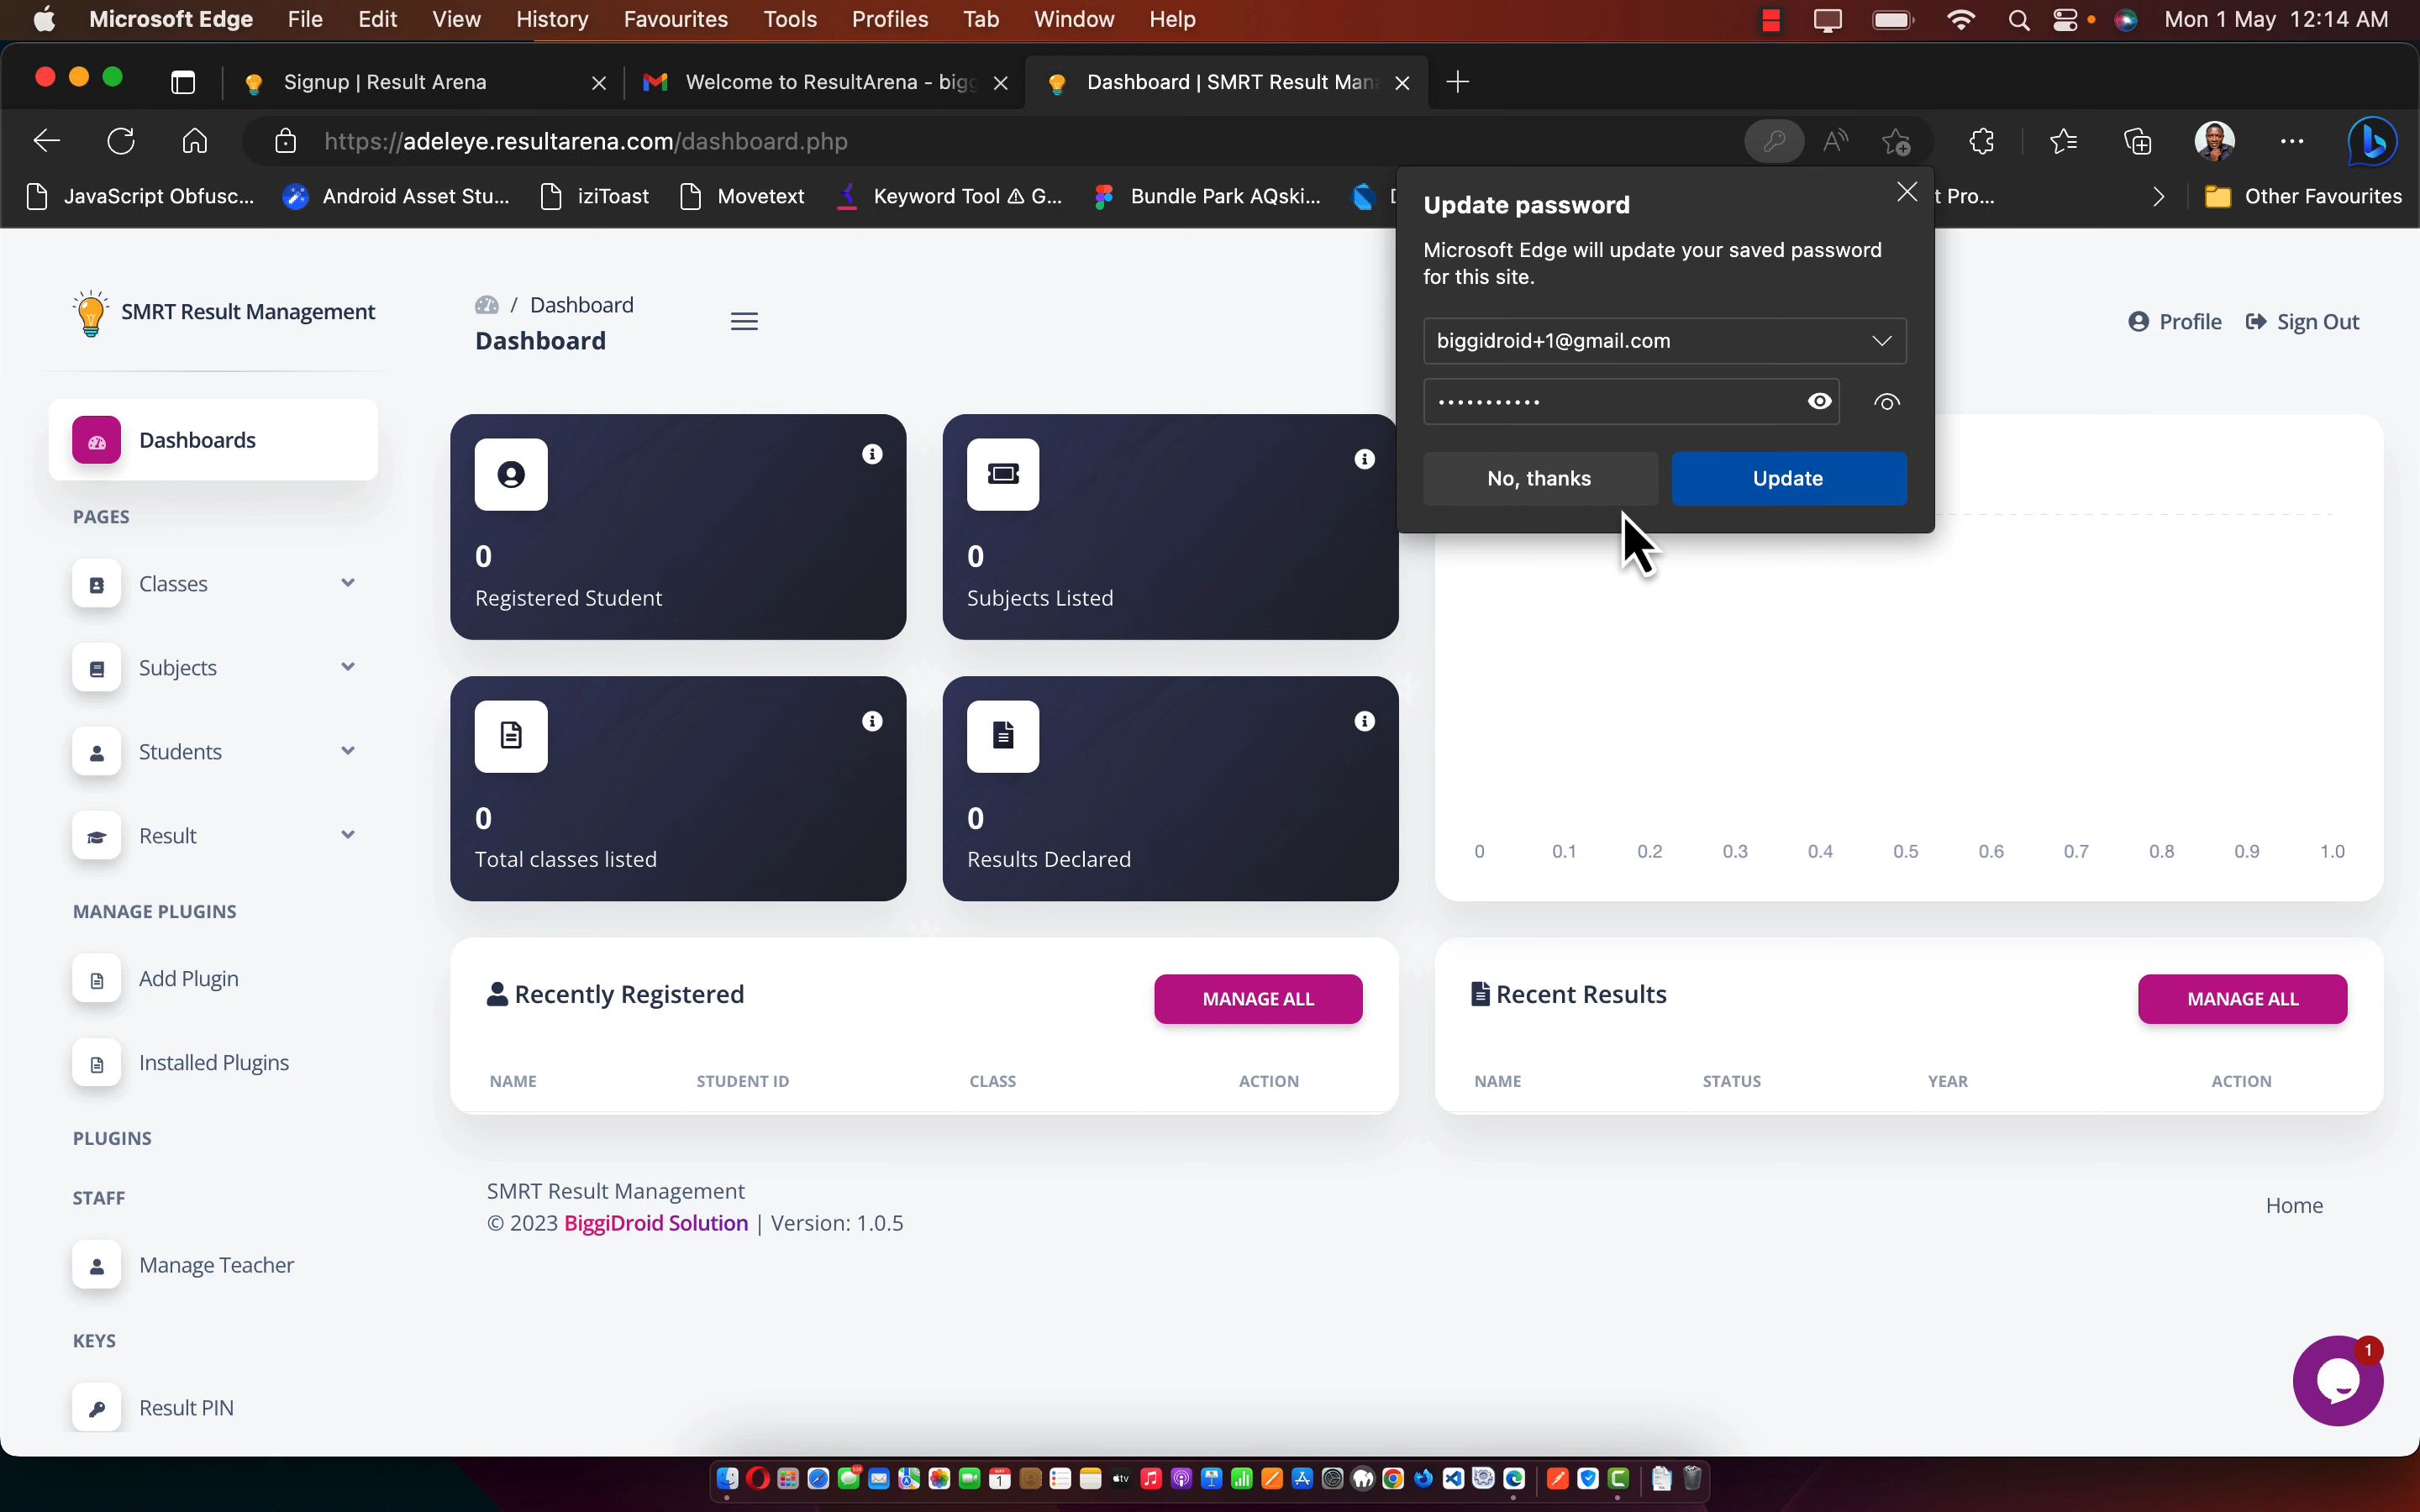 Microsoft Edge File Edit View History Favourites Tools Profiles Tab Window Help
Mon 1 May 12:14 AM
Signup | Result Arena
Welcome to ResultArena - bigg
Dashboard | SMRT Result Mana
https://adeleye.resultarena.com/dashboard.php
JavaScript Obfusc...
Android Asset Stu...
iziToast
Movetext
Keyword Tool ⚠ G...
Bundle Park AQski...
t Pro...
Other Favourites
Update password
Microsoft Edge will update your saved password
for this site.
biggidroid+1@gmail.com
•••••••••••
No, thanks
Update
SMRT Result Management
/ Dashboard
Dashboard
Profile
Sign Out
Dashboards
PAGES
Classes
Subjects
Students
Result
MANAGE PLUGINS
Add Plugin
Installed Plugins
PLUGINS
STAFF
Manage Teacher
KEYS
Result PIN
0
Registered Student
0
Subjects Listed
0
Total classes listed
0
Results Declared
0 0.1 0.2 0.3 0.4 0.5 0.6 0.7 0.8 0.9 1.0
Recently Registered
MANAGE ALL
NAME STUDENT ID CLASS ACTION
Recent Results
MANAGE ALL
NAME STATUS YEAR ACTION
SMRT Result Management
© 2023 BiggiDroid Solution | Version: 1.0.5
Home
1